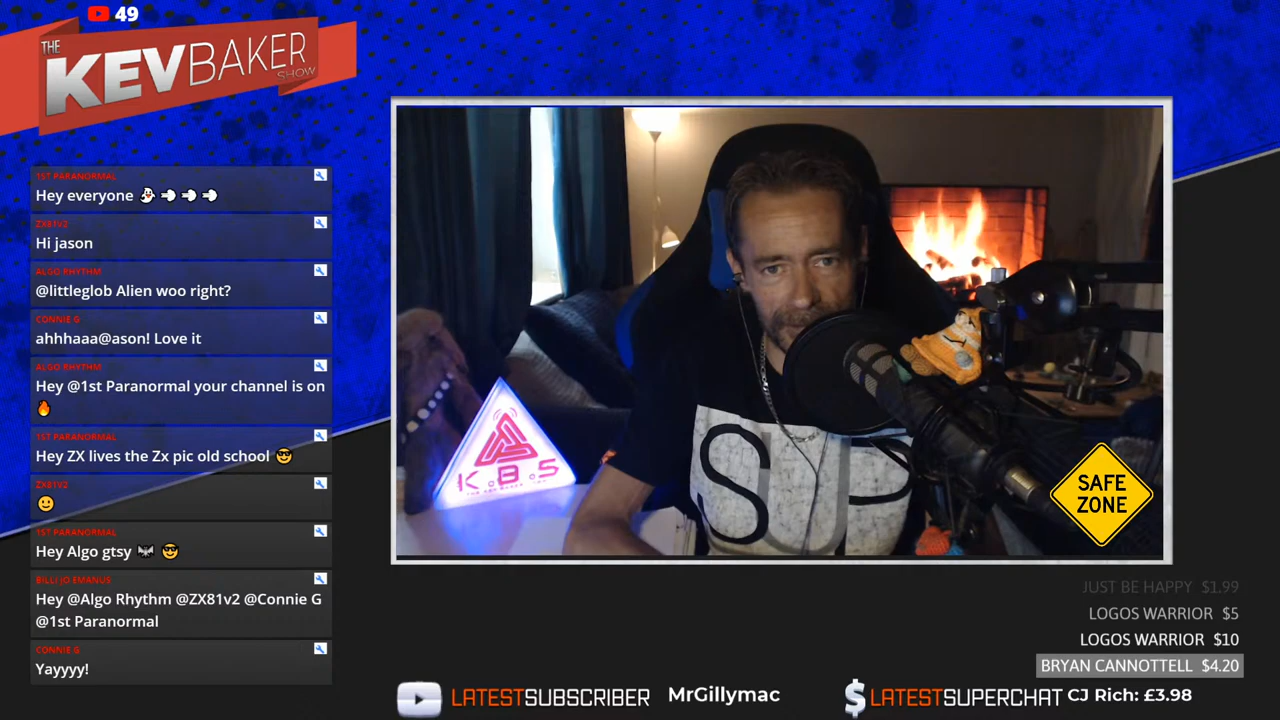 49
THE
KEVBAKER
SHOW
1ST PARANORMAL
Hey everyone
ZX81V2
Hi jason
ALGO RHYTHM
@littleglob Alien woo right?
CONNIE G
ahhhaaa@ason! Love it
ALGO RHYTHM
Hey @1st Paranormal your channel is on
🔥
1ST PARANORMAL
Hey ZX lives the Zx pic old school 😎
ZX81V2
🙂
1ST PARANORMAL
Hey Algo gtsy 😎
BILLI JO EMANUS
Hey @Algo Rhythm @ZX81v2 @Connie G
@1st Paranormal
CONNIE G
Yayyyy!
K.B.S
SUP
SAFE
ZONE
JUST BE HAPPY $1.99
LOGOS WARRIOR $5
LOGOS WARRIOR $10
BRYAN CANNOTTELL $4.20
LATESTSUBSCRIBER MrGillymac
$ LATESTSUPERCHAT CJ Rich: £3.98